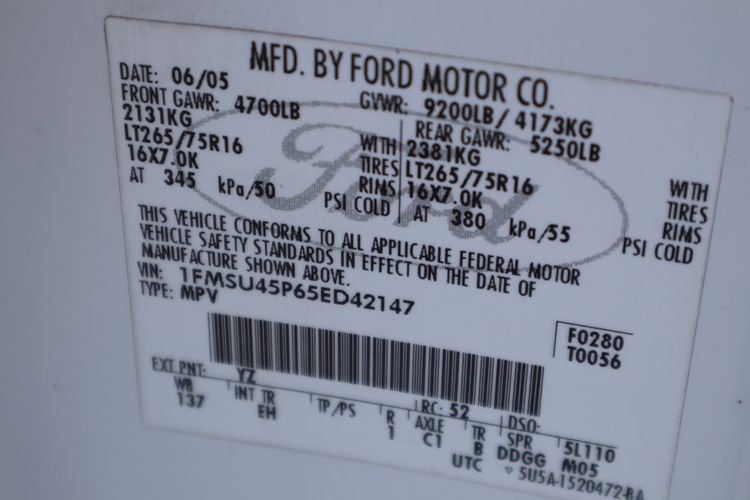 MFD. BY FORD MOTOR CO.
DATE: 06/05 GVWR: 9200LB/ 4173KG
FRONT GAWR: 4700LB REAR GAWR: 5250LB
2131KG WITH 2381KG WITH
LT265/75R16 TIRES LT265/75R16 TIRES
16X7.0K RIMS 16X7.0K RIMS
AT 345 kPa/50 PSI COLD AT 380 kPa/55 PSI COLD
Ford
THIS VEHICLE CONFORMS TO ALL APPLICABLE FEDERAL MOTOR
VEHICLE SAFETY STANDARDS IN EFFECT ON THE DATE OF
MANUFACTURE SHOWN ABOVE.
VIN: 1FMSU45P65ED42147
TYPE: MPV
F0280
T0056
EXT PNT: YZ RC: 52 DSO:
WB INT TR TP/PS R AXLE TR SPR 5L110
137 EH 1 C1 B DDGG M05
UTC ▽ 5U5A-1520472-BA